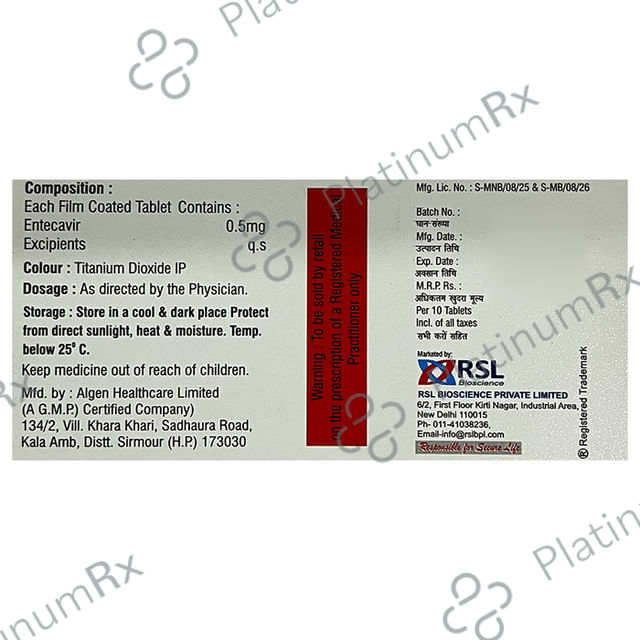 Composition :
Each Film Coated Tablet Contains :
Entecavir 0.5mg
Excipients q.s
Colour : Titanium Dioxide IP
Dosage : As directed by the Physician.
Storage : Store in a cool & dark place Protect
from direct sunlight, heat & moisture. Temp.
below 25° C.
Keep medicine out of reach of children.
Mfd. by : Algen Healthcare Limited
(A G.M.P.) Certified Company)
134/2, Vill. Khara Khari, Sadhaura Road,
Kala Amb, Distt. Sirmour (H.P.) 173030
Warning : To be sold by retail
on the prescription of a Registered Medical
Practitioner only.
Mfg. Lic. No. : S-MNB/08/25 & S-MB/08/26
Batch No. :
घान संख्या
Mfg. Date. :
उत्पादन तिथि
Exp. Date :
अवसान तिथि
M.R.P. Rs. :
अधिकतम खुदरा मूल्य
Per 10 Tablets
Incl. of all taxes
सभी करों सहित
Marketed by:
RSL
Bioscience
RSL BIOSCIENCE PRIVATE LIMITED
6/2, First Floor Kirti Nagar, Industrial Area,
New Delhi 110015
Ph- 011-41038236,
Email-info@rslbpl.com
Responsible for Secure Life
® Registered Trademark
PlatinumRx
PlatinumRx
PlatinumRx
PlatinumRx
PlatinumRx
PlatinumRx